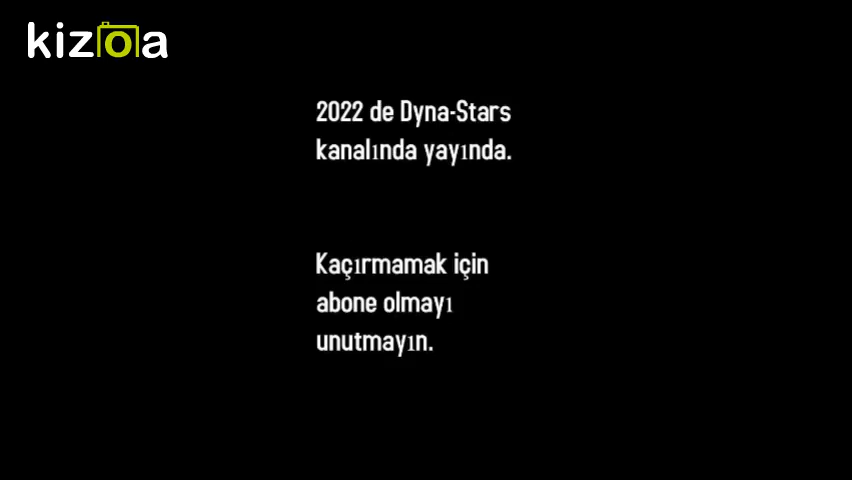 kizoa
2022 de Dyna-Stars
kanalında yayında.
Kaçırmamak için
abone olmayı
unutmayın.